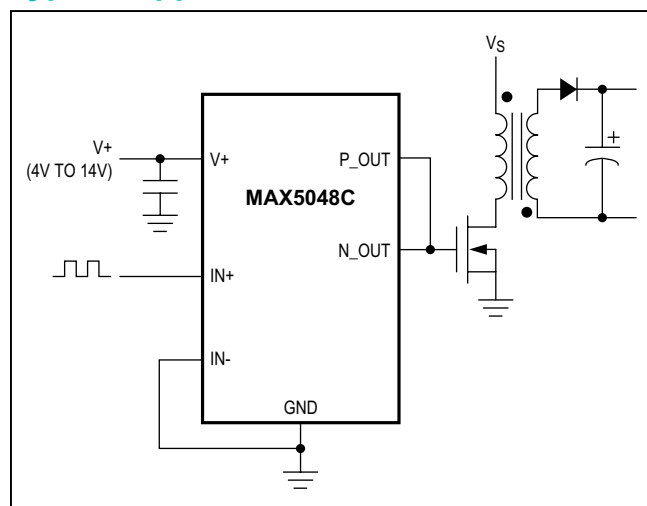 VS
V+
(4V TO 14V)
V+
P_OUT
MAX5048C
N_OUT
IN+
IN-
GND
+